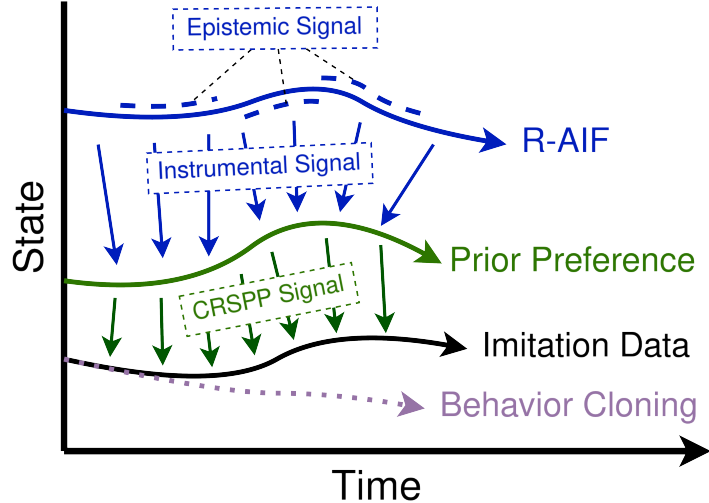 Epistemic Signal
R-AIF
Instrumental Signal
Prior Preference
CRSPP Signal
Imitation Data
Behavior Cloning
State
Time